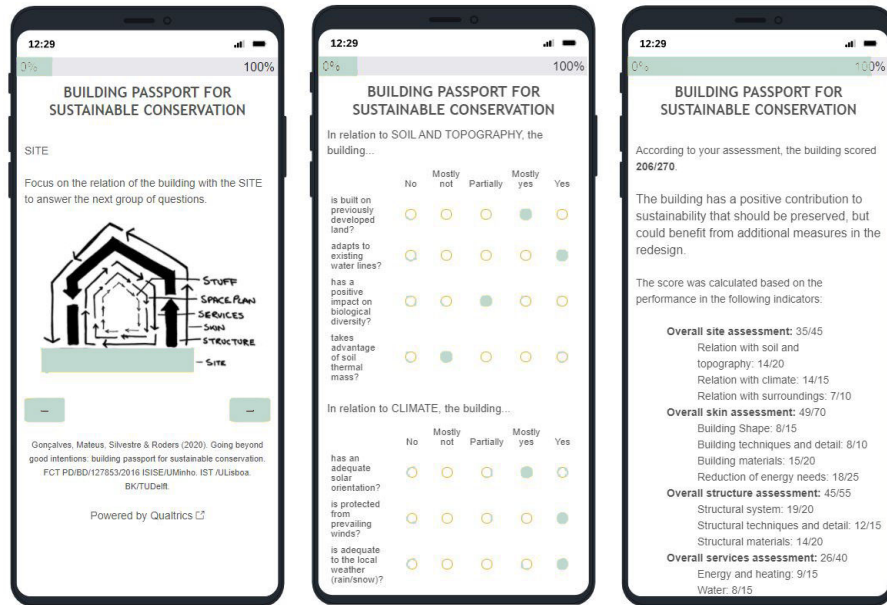 12:29
0%
100%
BUILDING PASSPORT FOR
SUSTAINABLE CONSERVATION
SITE
Focus on the relation of the building with the SITE
to answer the next group of questions.
STUFF
SPACE PLAN
SERVICES
SKIN
STRUCTURE
SITE
Gonçalves, Mateus, Silvestre & Roders (2020). Going beyond
good intentions: building passport for sustainable conservation.
FCT PD/BD/127853/2016 ISISE/UMinho. IST /ULisboa.
BK/TUDelft.
Powered by Qualtrics
12:29
0%
100%
BUILDING PASSPORT FOR
SUSTAINABLE CONSERVATION
In relation to SOIL AND TOPOGRAPHY, the
building...
No
Mostly
not
Partially
Mostly
yes
Yes
is built on
previously
developed
land?
adapts to
existing
water lines?
has a
positive
impact on
biological
diversity?
takes
advantage
of soil
thermal
mass?
In relation to CLIMATE, the building...
No
Mostly
not
Partially
Mostly
yes
Yes
has an
adequate
solar
orientation?
is protected
from
prevailing
winds?
is adequate
to the local
weather
(rain/snow)?
12:29
0%
100%
BUILDING PASSPORT FOR
SUSTAINABLE CONSERVATION
According to your assessment, the building scored
206/270.
The building has a positive contribution to
sustainability that should be preserved, but
could benefit from additional measures in the
redesign.
The score was calculated based on the
performance in the following indicators:
Overall site assessment: 35/45
Relation with soil and
topography: 14/20
Relation with climate: 14/15
Relation with surroundings: 7/10
Overall skin assessment: 49/70
Building Shape: 8/15
Building techniques and detail: 8/10
Building materials: 15/20
Reduction of energy needs: 18/25
Overall structure assessment: 45/55
Structural system: 19/20
Structural techniques and detail: 12/15
Structural materials: 14/20
Overall services assessment: 26/40
Energy and heating: 9/15
Water: 8/15